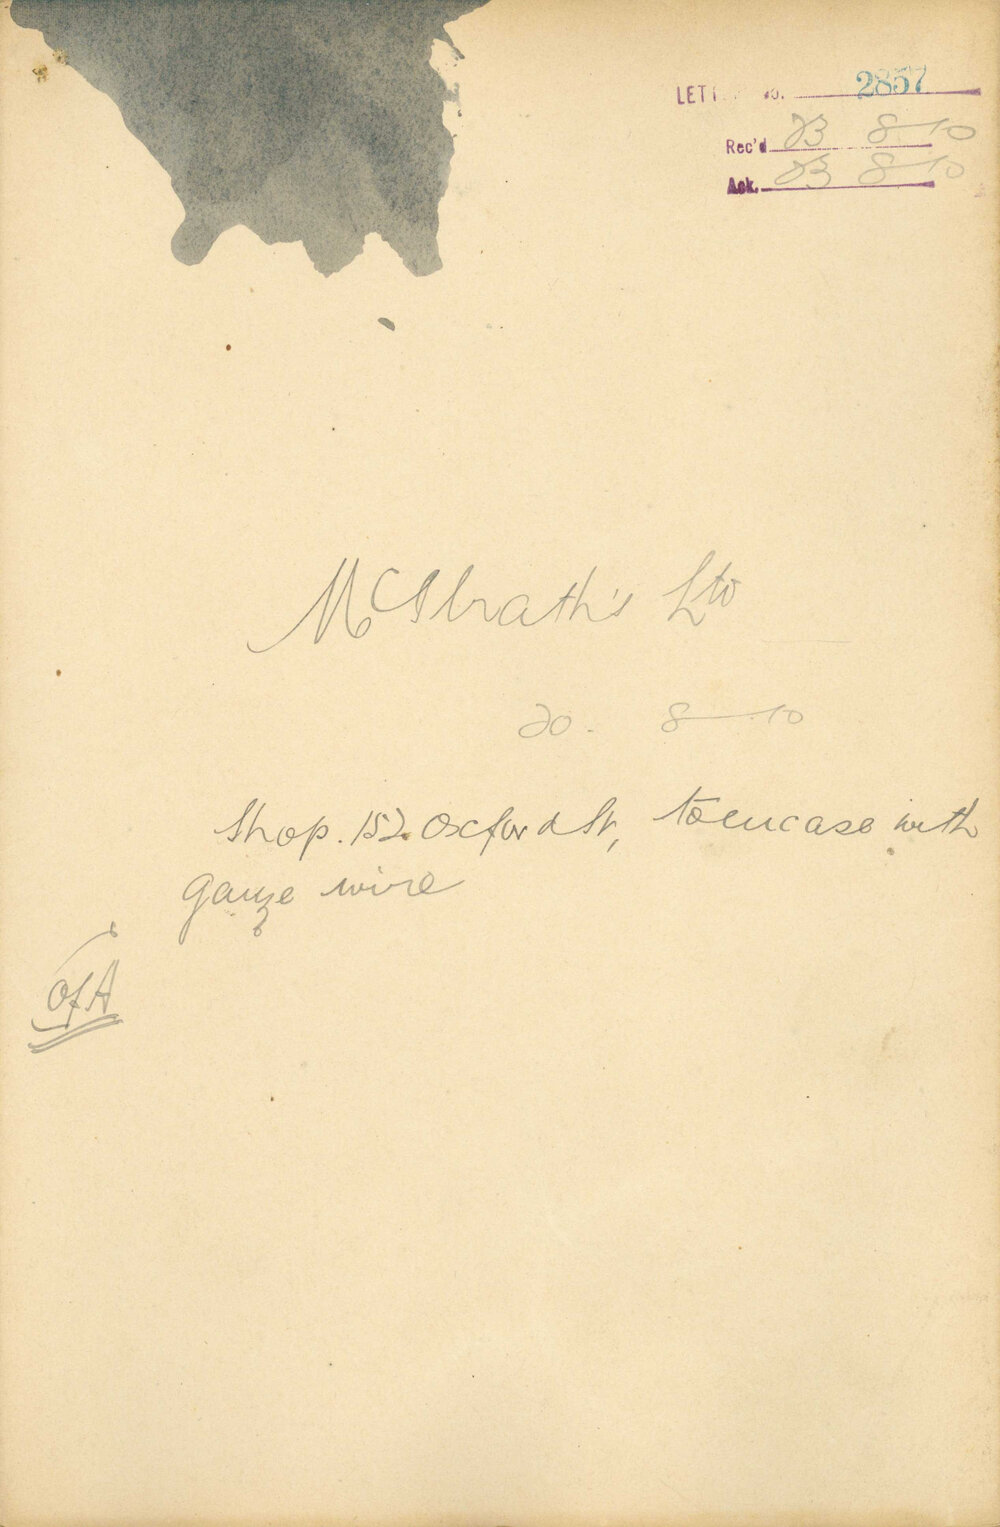 LETT No. 2857
Rec'd 23 8-10
Ack. 23 8-10
McIlrath's Ltd
20. 8-10
Shop. 152 Oxford St, to encase with
gauze wire